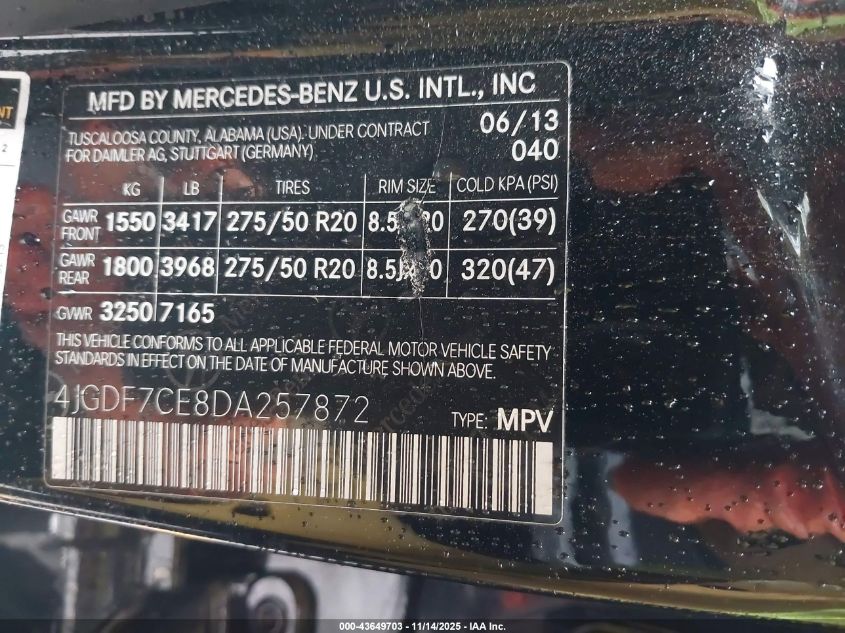 MFD BY MERCEDES-BENZ U.S. INTL., INC
TUSCALOOSA COUNTY, ALABAMA (USA). UNDER CONTRACT 06/13
FOR DAIMLER AG, STUTTGART (GERMANY) 040
KG LB TIRES RIM SIZE COLD KPA (PSI)
GAWR FRONT 1550 3417 275/50 R20 270(39)
GAWR REAR 1800 3968 275/50 R20 320(47)
GVWR 3250 7165
THIS VEHICLE CONFORMS TO ALL APPLICABLE FEDERAL MOTOR VEHICLE SAFETY
STANDARDS IN EFFECT ON THE DATE OF MANUFACTURE SHOWN ABOVE.
4JGDF7CE8DA257872
TYPE: MPV
000-43649703 - 11/14/2025 - IAA Inc.